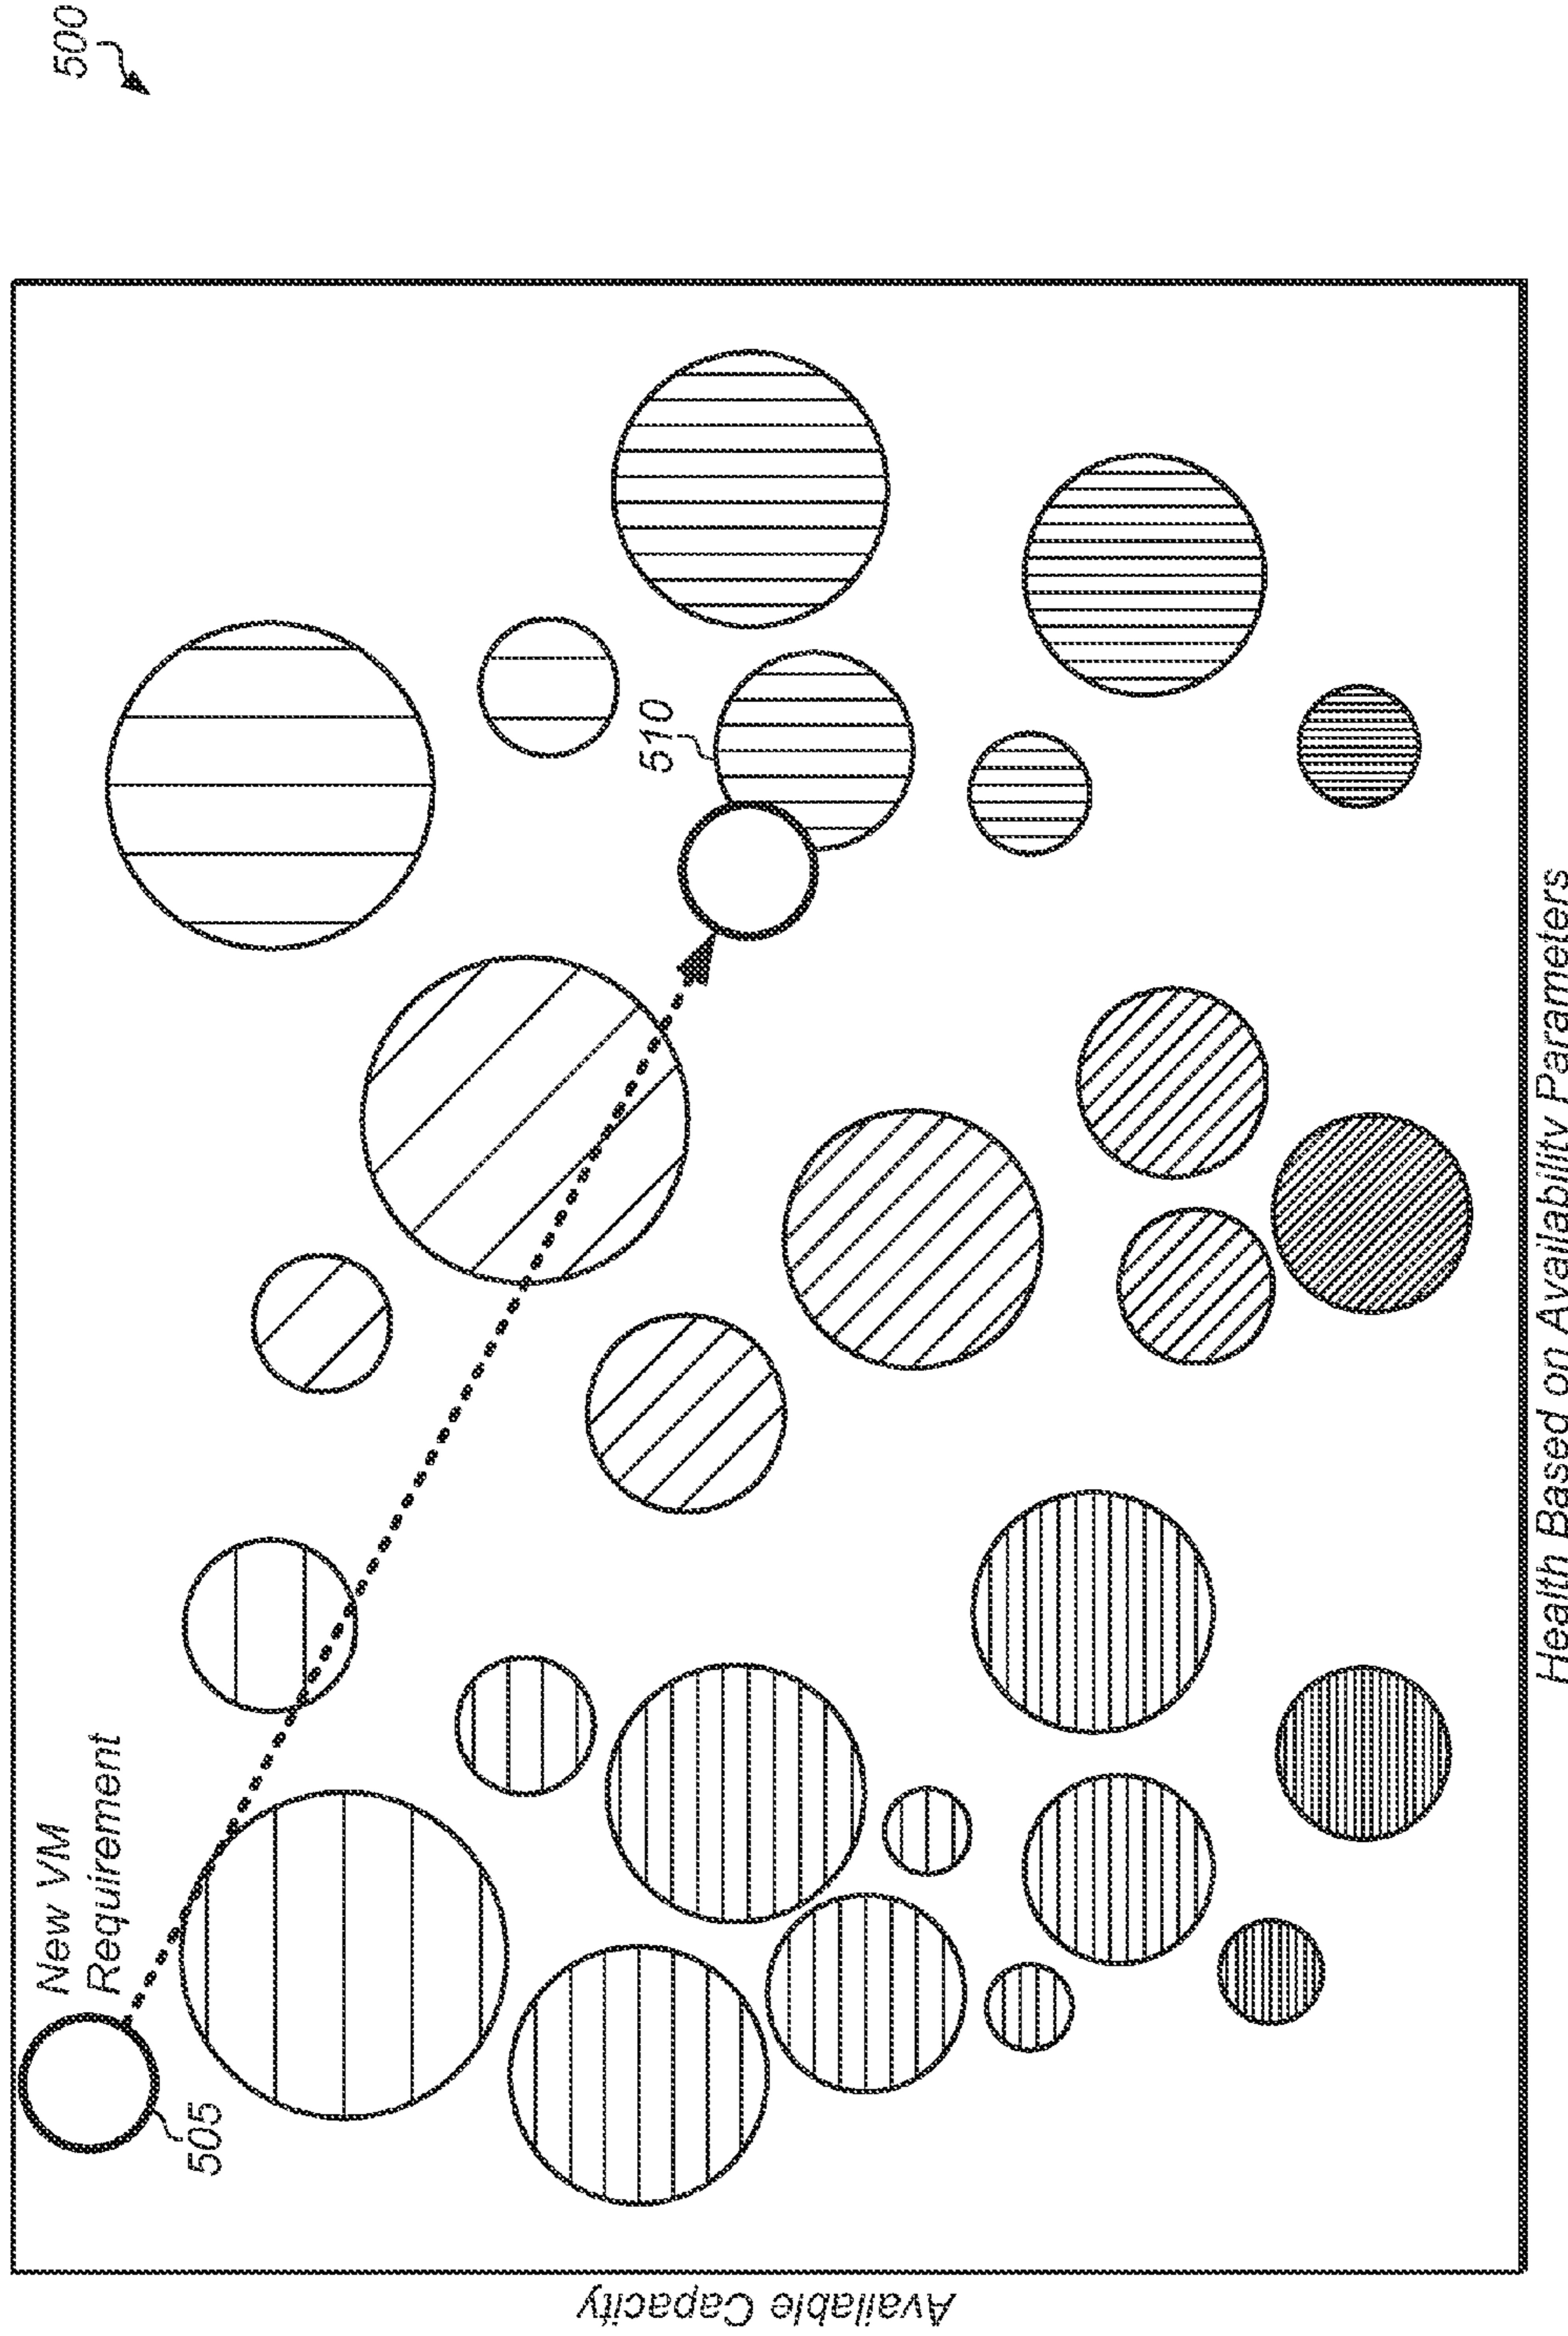 500
New VM
Requirement
505
510
Available Capacity
Health Based on Availability Parameters